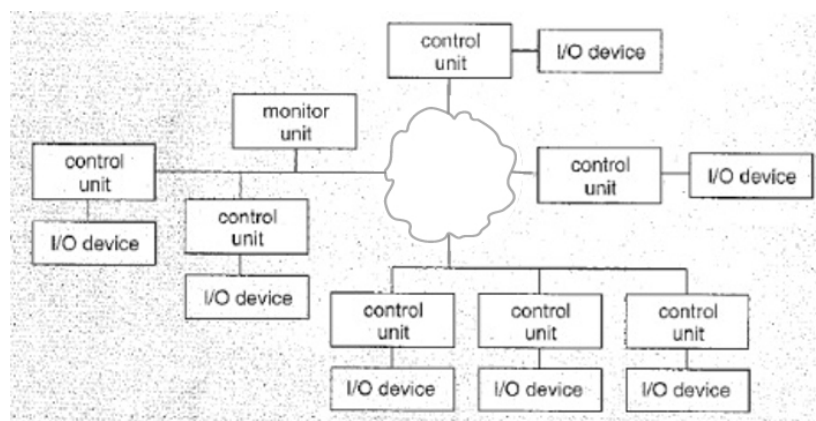 control
unit
I/O device
monitor
unit
control
unit
I/O device
control
unit
I/O device
control
unit
I/O device
control
unit
control
unit
control
unit
I/O device
I/O device
I/O device